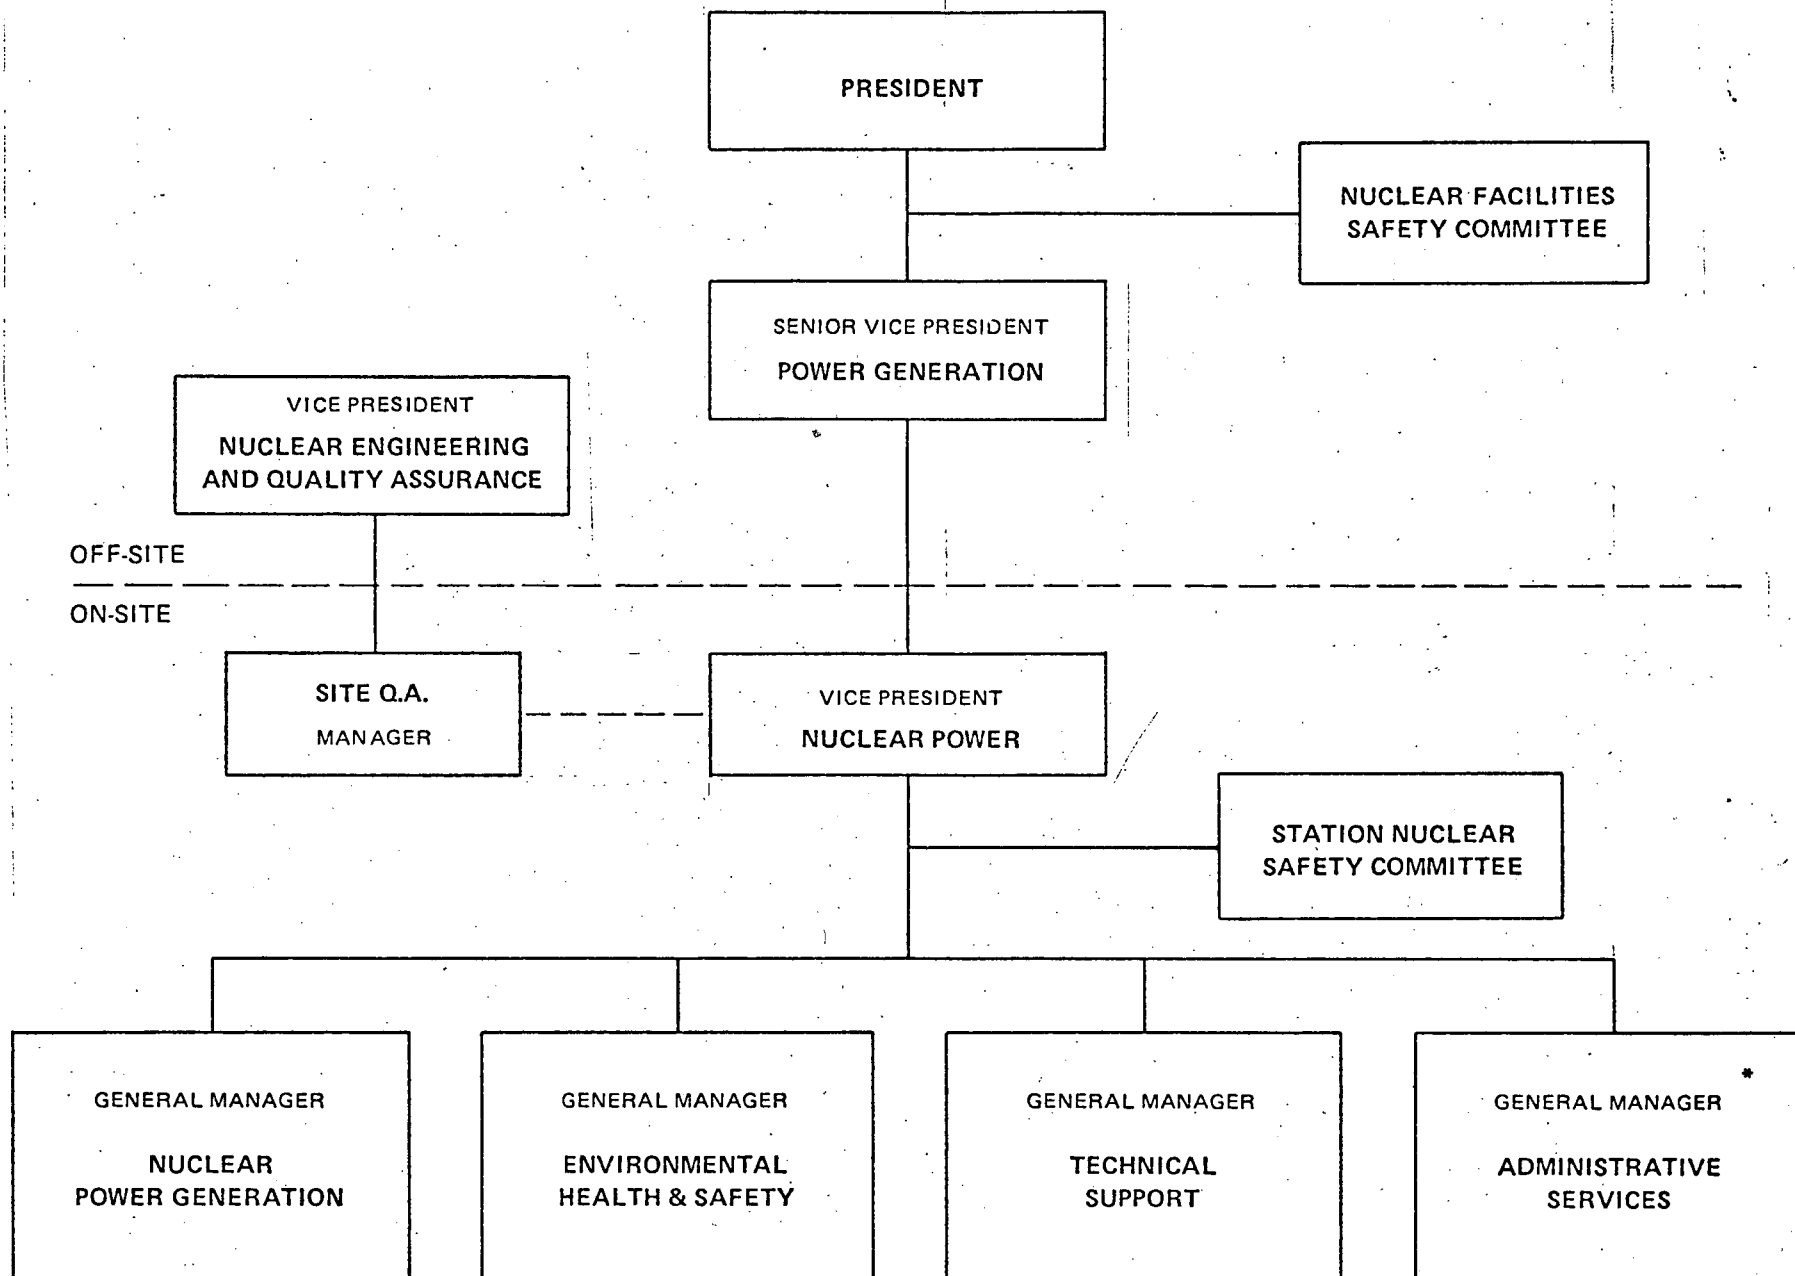 PRESIDENT
NUCLEAR FACILITIES
SAFETY COMMITTEE
SENIOR VICE PRESIDENT
POWER GENERATION
VICE PRESIDENT
NUCLEAR ENGINEERING
AND QUALITY ASSURANCE
OFF-SITE
ON-SITE
SITE Q.A.
MANAGER
VICE PRESIDENT
NUCLEAR POWER
STATION NUCLEAR
SAFETY COMMITTEE
GENERAL MANAGER
NUCLEAR
POWER GENERATION
GENERAL MANAGER
ENVIRONMENTAL
HEALTH & SAFETY
GENERAL MANAGER
TECHNICAL
SUPPORT
*
GENERAL MANAGER
ADMINISTRATIVE
SERVICES